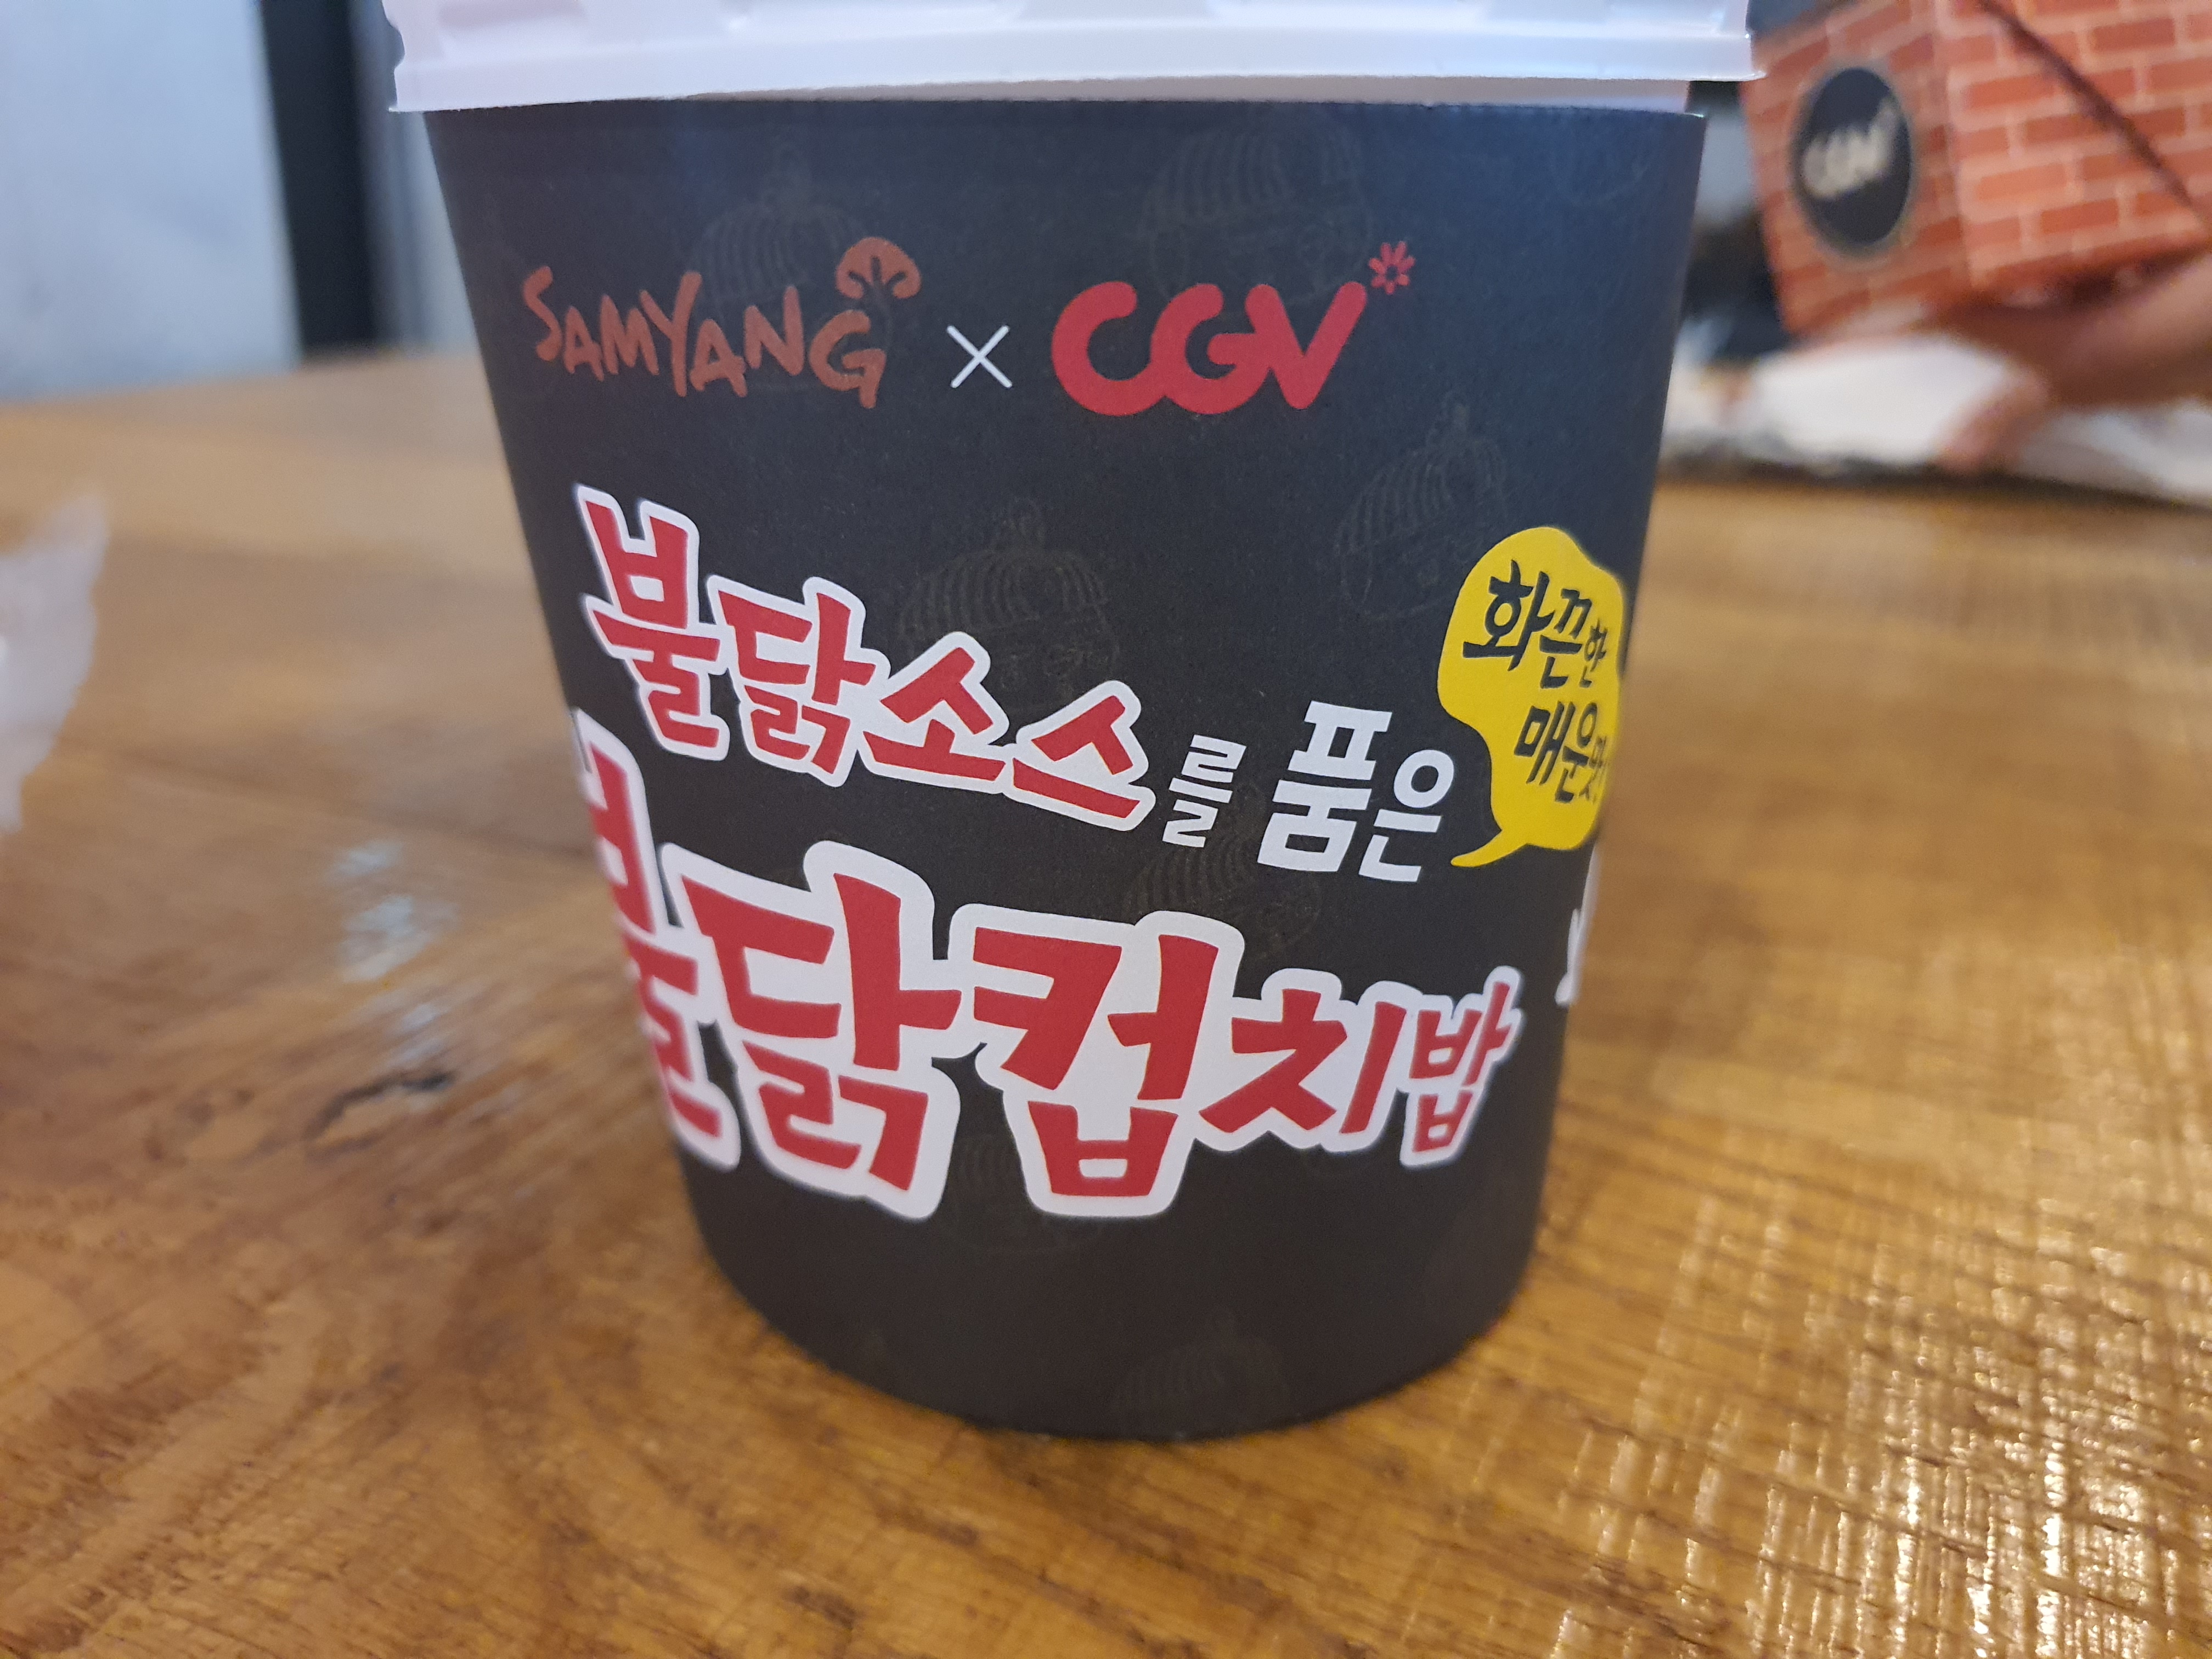 SAMYANG × CGV
불닭소스를 품은
화끈한
매운맛!
불닭컵치밥